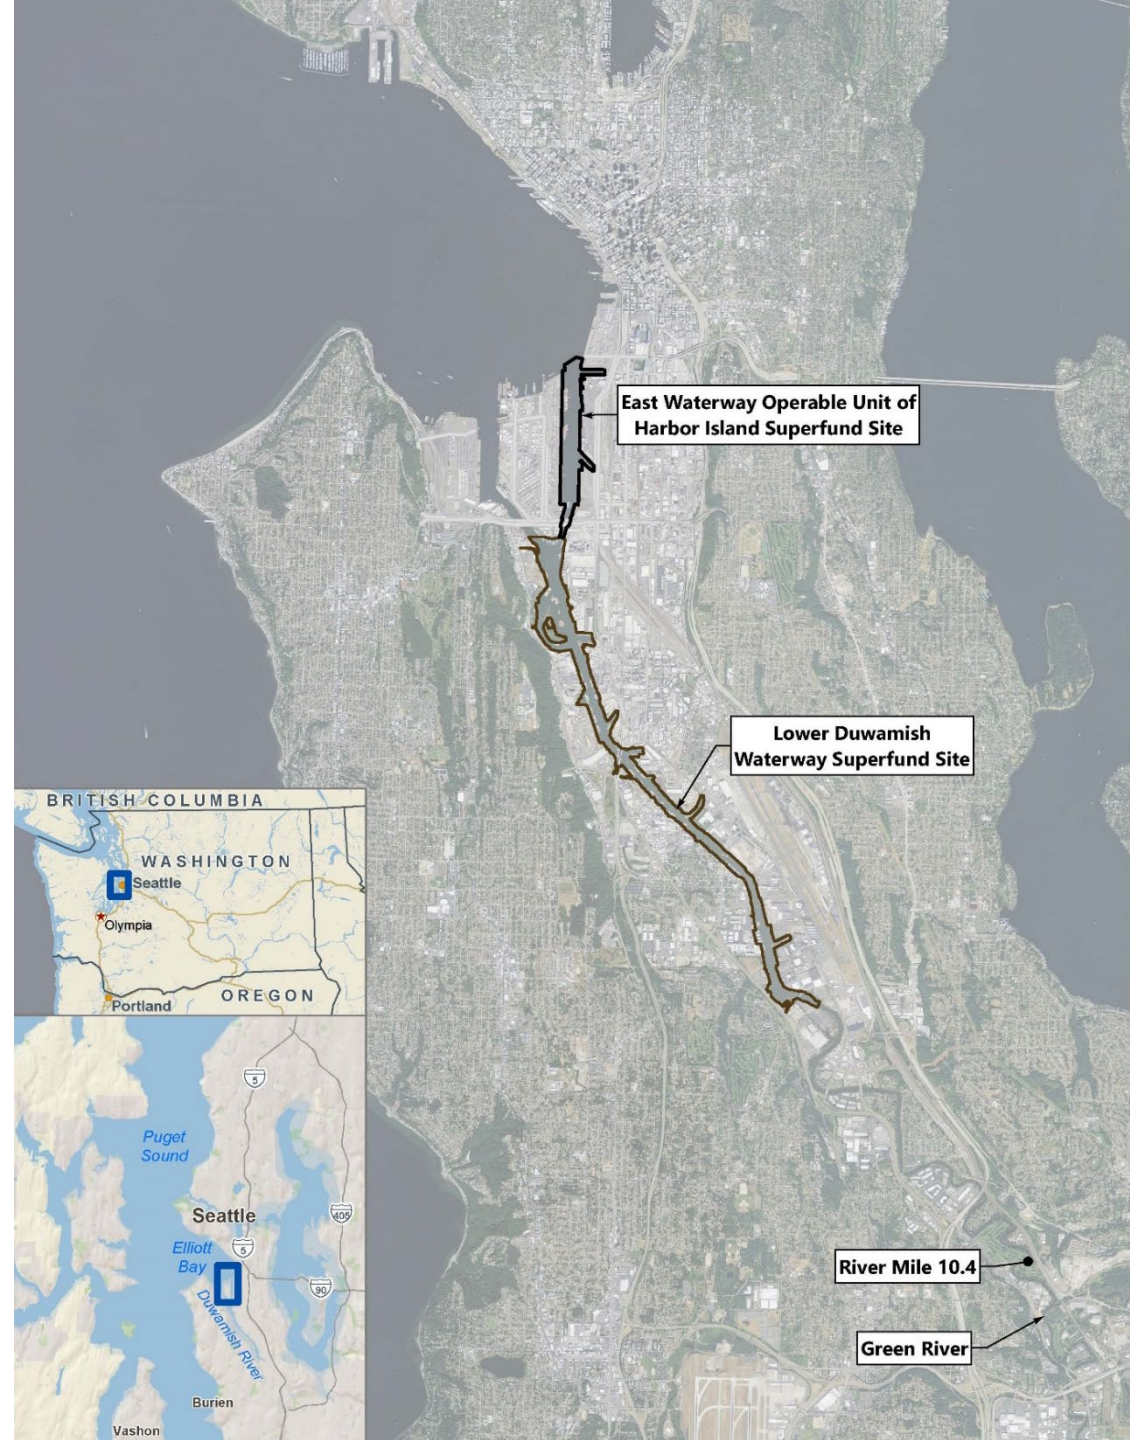 East Waterway Operable Unit of
Harbor Island Superfund Site
Lower Duwamish
Waterway Superfund Site
River Mile 10.4
Green River
BRITISH COLUMBIA
WASHINGTON
Seattle
Olympia
Portland
OREGON
5
Puget
Sound
Seattle
405
Elliott
Bay
5
90
Duwamish River
Burien
Vashon